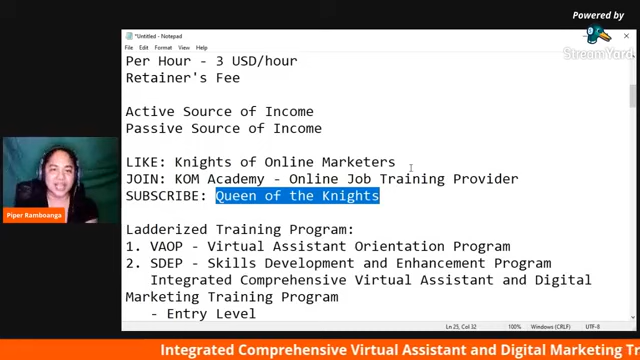 Powered by
StreamYard
*Untitled - Notepad
File Edit Format View Help
Per Hour - 3 USD/hour
Retainer's Fee
Active Source of Income
Passive Source of Income
LIKE: Knights of Online Marketers
JOIN: KOM Academy - Online Job Training Provider
SUBSCRIBE: Queen of the Knights
Ladderized Training Program:
1. VAOP - Virtual Assistant Orientation Program
2. SDEP - Skills Development and Enhancement Program
Integrated Comprehensive Virtual Assistant and Digital
Marketing Training Program
- Entry Level
Piper Ramboanga
Ln 25, Col 32 100% Windows (CRLF) UTF-8
Integrated Comprehensive Virtual Assistant and Digital Marketing Tr